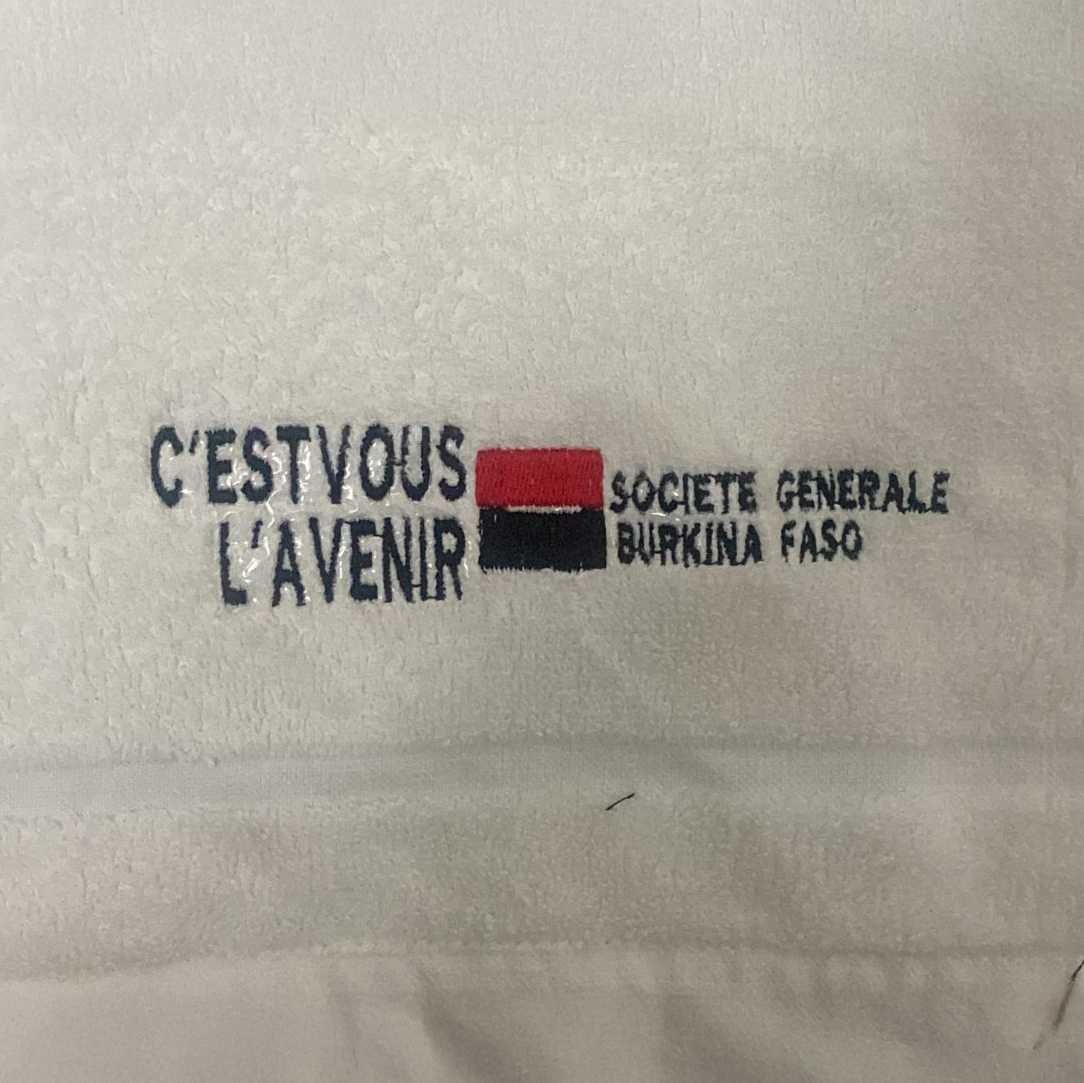 C'EST VOUS
L'AVENIR
SOCIETE GENERALE
BURKINA FASO